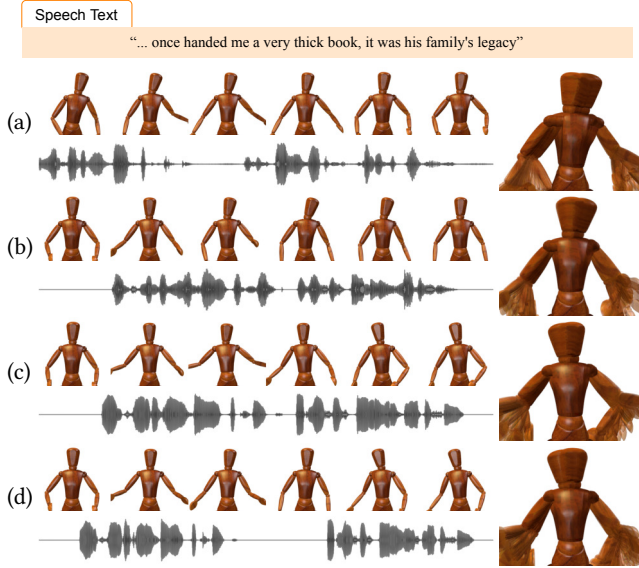 Speech Text
“... once handed me a very thick book, it was his family's legacy”
(a)
(b)
(c)
(d)